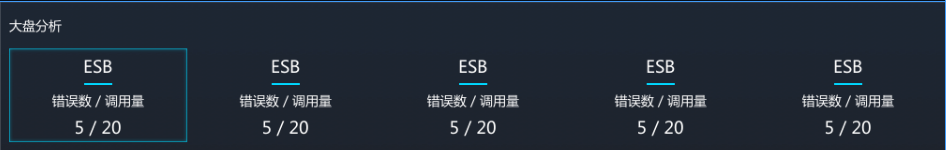 大盘分析
ESB ESB ESB ESB ESB
错误数 / 调用量 错误数 / 调用量 错误数 / 调用量 错误数 / 调用量 错误数 / 调用量
5 / 20 5 / 20 5 / 20 5 / 20 5 / 20